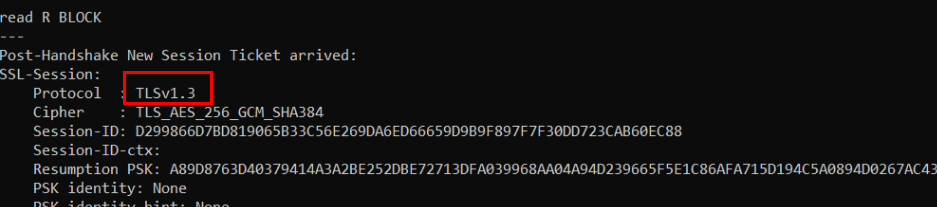 read R BLOCK
---
Post-Handshake New Session Ticket arrived:
SSL-Session:
    Protocol  : TLSv1.3
    Cipher    : TLS_AES_256_GCM_SHA384
    Session-ID: D299866D7BD819065B33C56E269DA6ED66659D9B9F897F7F30DD723CAB60EC88
    Session-ID-ctx:
    Resumption PSK: A89D8763D40379414A3A2BE252DBE72713DFA039968AA04A94D239665F5E1C86AFA715D194C5A0894D0267AC43
    PSK identity: None
    PSK identity hint: None